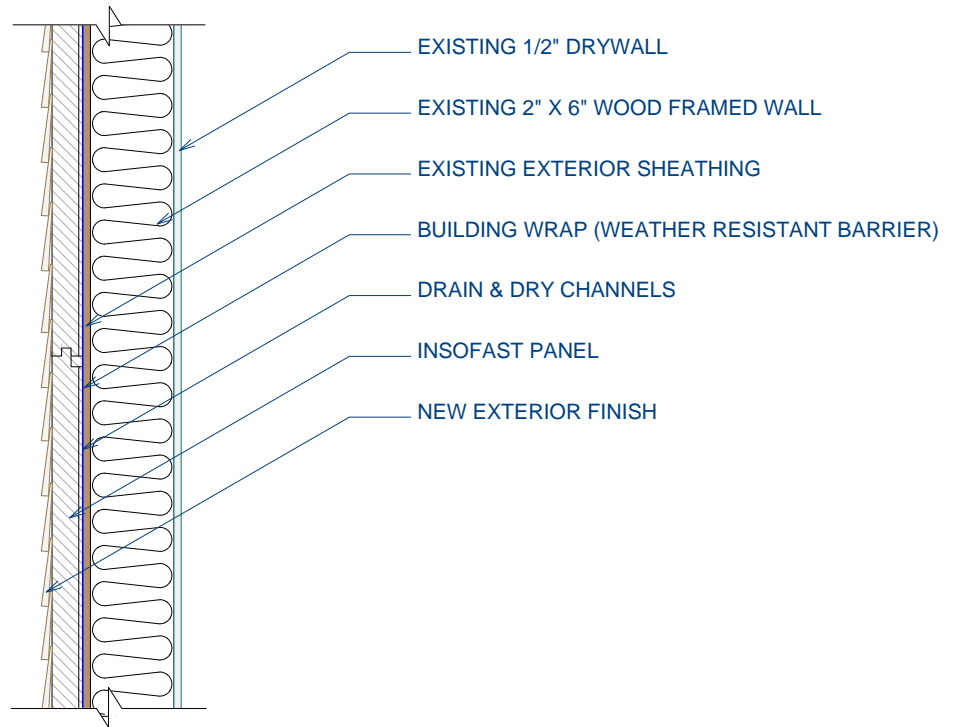 EXISTING 1/2" DRYWALL
EXISTING 2" X 6" WOOD FRAMED WALL
EXISTING EXTERIOR SHEATHING
BUILDING WRAP (WEATHER RESISTANT BARRIER)
DRAIN & DRY CHANNELS
INSOFAST PANEL
NEW EXTERIOR FINISH